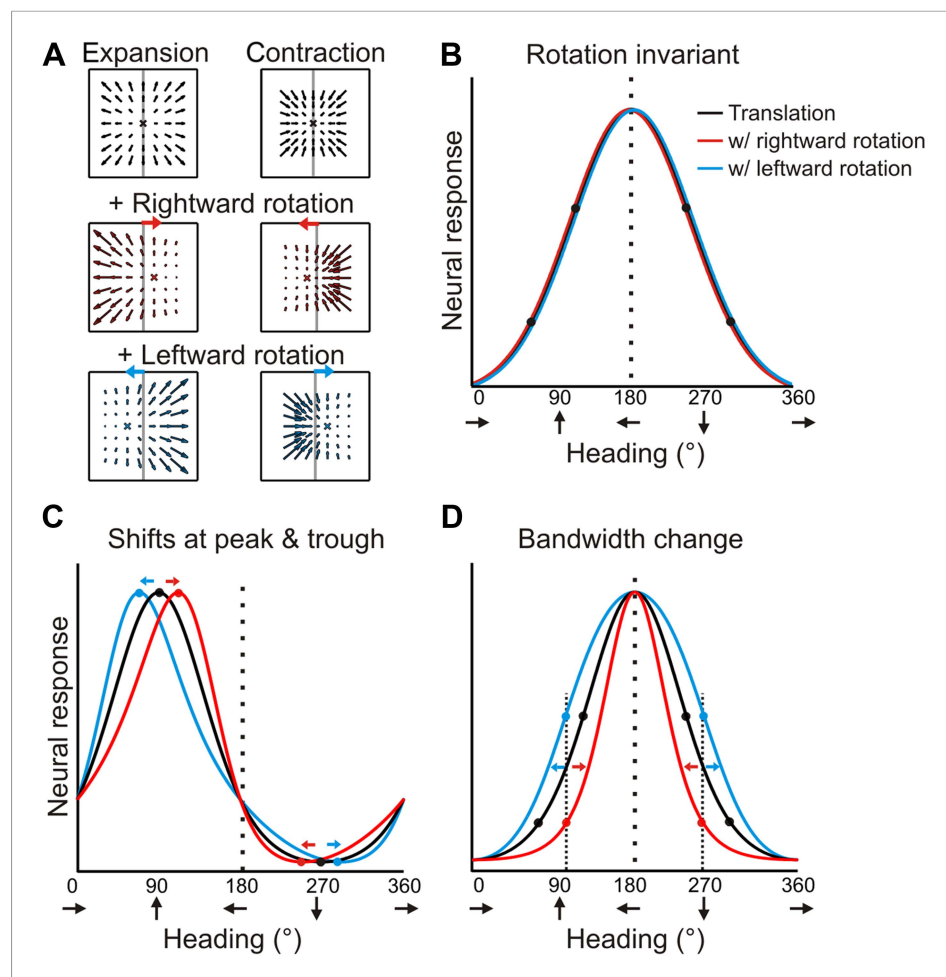 A
Expansion
Contraction
+ Rightward rotation
+ Leftward rotation
B
Rotation invariant
Translation
w/ rightward rotation
w/ leftward rotation
Neural response
0 90 180 270 360
Heading (°)
C
Shifts at peak & trough
Neural response
0 90 180 270 360
Heading (°)
D
Bandwidth change
Neural response
0 90 180 270 360
Heading (°)